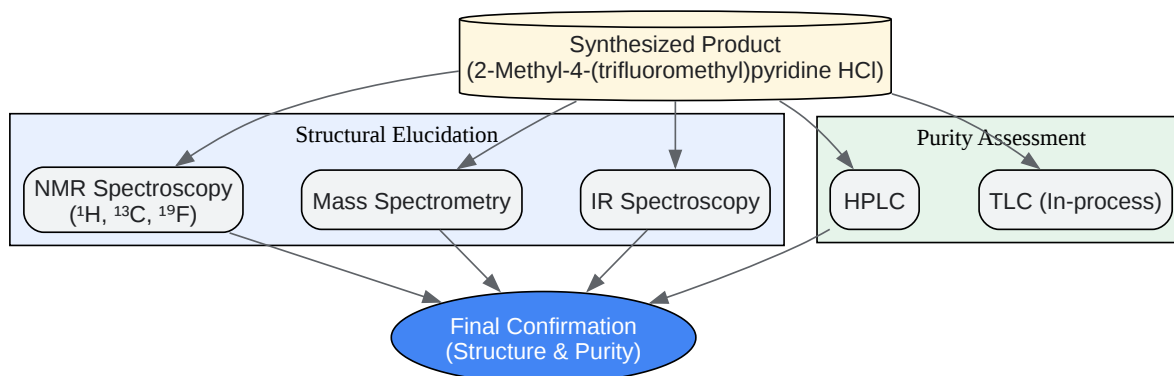 Synthesized Product
(2-Methyl-4-(trifluoromethyl)pyridine HCl)
Structural Elucidation
Purity Assessment
NMR Spectroscopy
(¹H, ¹³C, ¹⁹F)
Mass Spectrometry
IR Spectroscopy
HPLC
TLC (In-process)
Final Confirmation
(Structure & Purity)